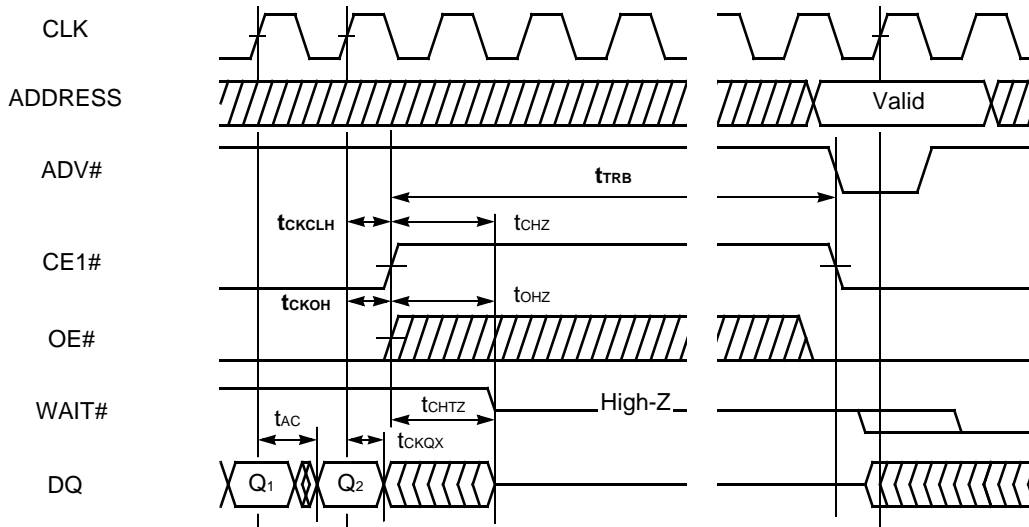 CLK
ADDRESS
Valid
ADV#
tTRB
tCKCLH
tCHZ
CE1#
tCKOH
tOHZ
OE#
WAIT#
tCHTZ
High-Z
tAC
tCKQX
DQ
Q1
Q2